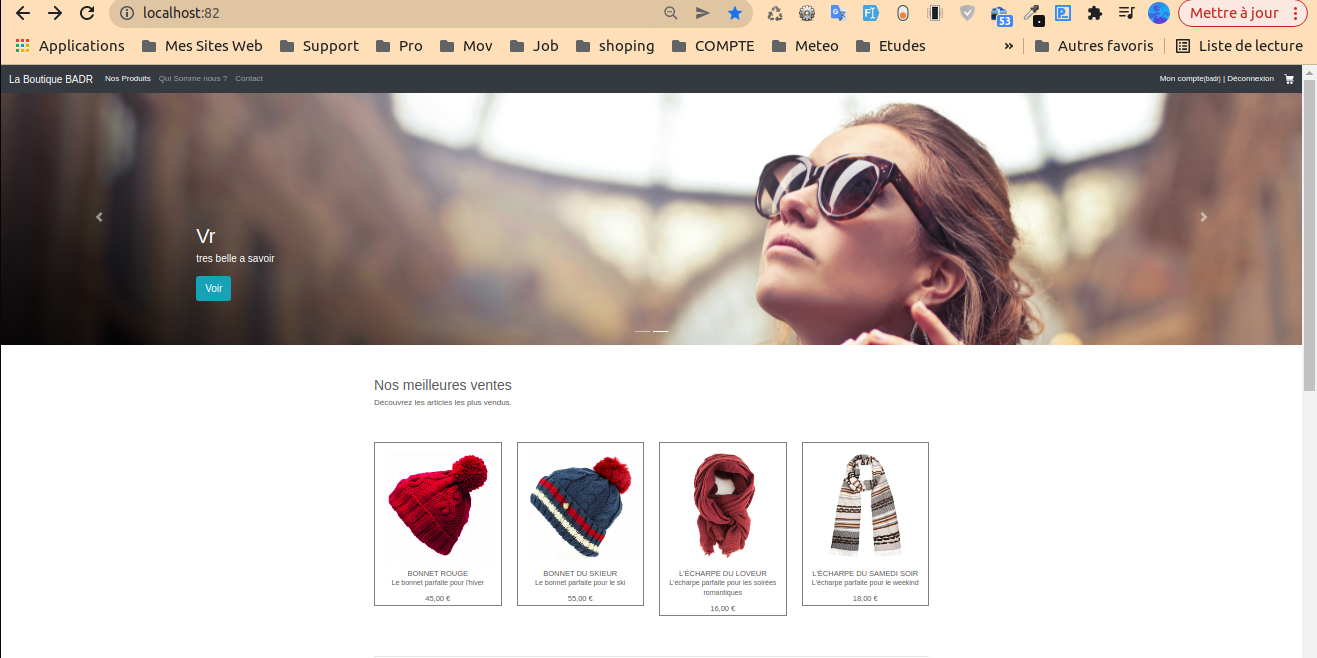 localhost:82
53
Mettre à jour
Applications
Mes Sites Web
Support
Pro
Mov
Job
shoping
COMPTE
Meteo
Etudes
»
Autres favoris
Liste de lecture
La Boutique BADR
Nos Produits
Qui Somme nous ?
Contact
Mon compte(badr) | Déconnexion
Vr
tres belle a savoir
Voir
Nos meilleures ventes
Découvrez les articles les plus vendus.
BONNET ROUGE
Le bonnet parfaite pour l'hiver
45,00 €
BONNET DU SKIEUR
Le bonnet parfaite pour le ski
55,00 €
L'ÉCHARPE DU LOVEUR
L'écharpe parfaite pour les soirées
romantiques
16,00 €
L'ÉCHARPE DU SAMEDI SOIR
L'écharpe parfaite pour le weekind
18,00 €